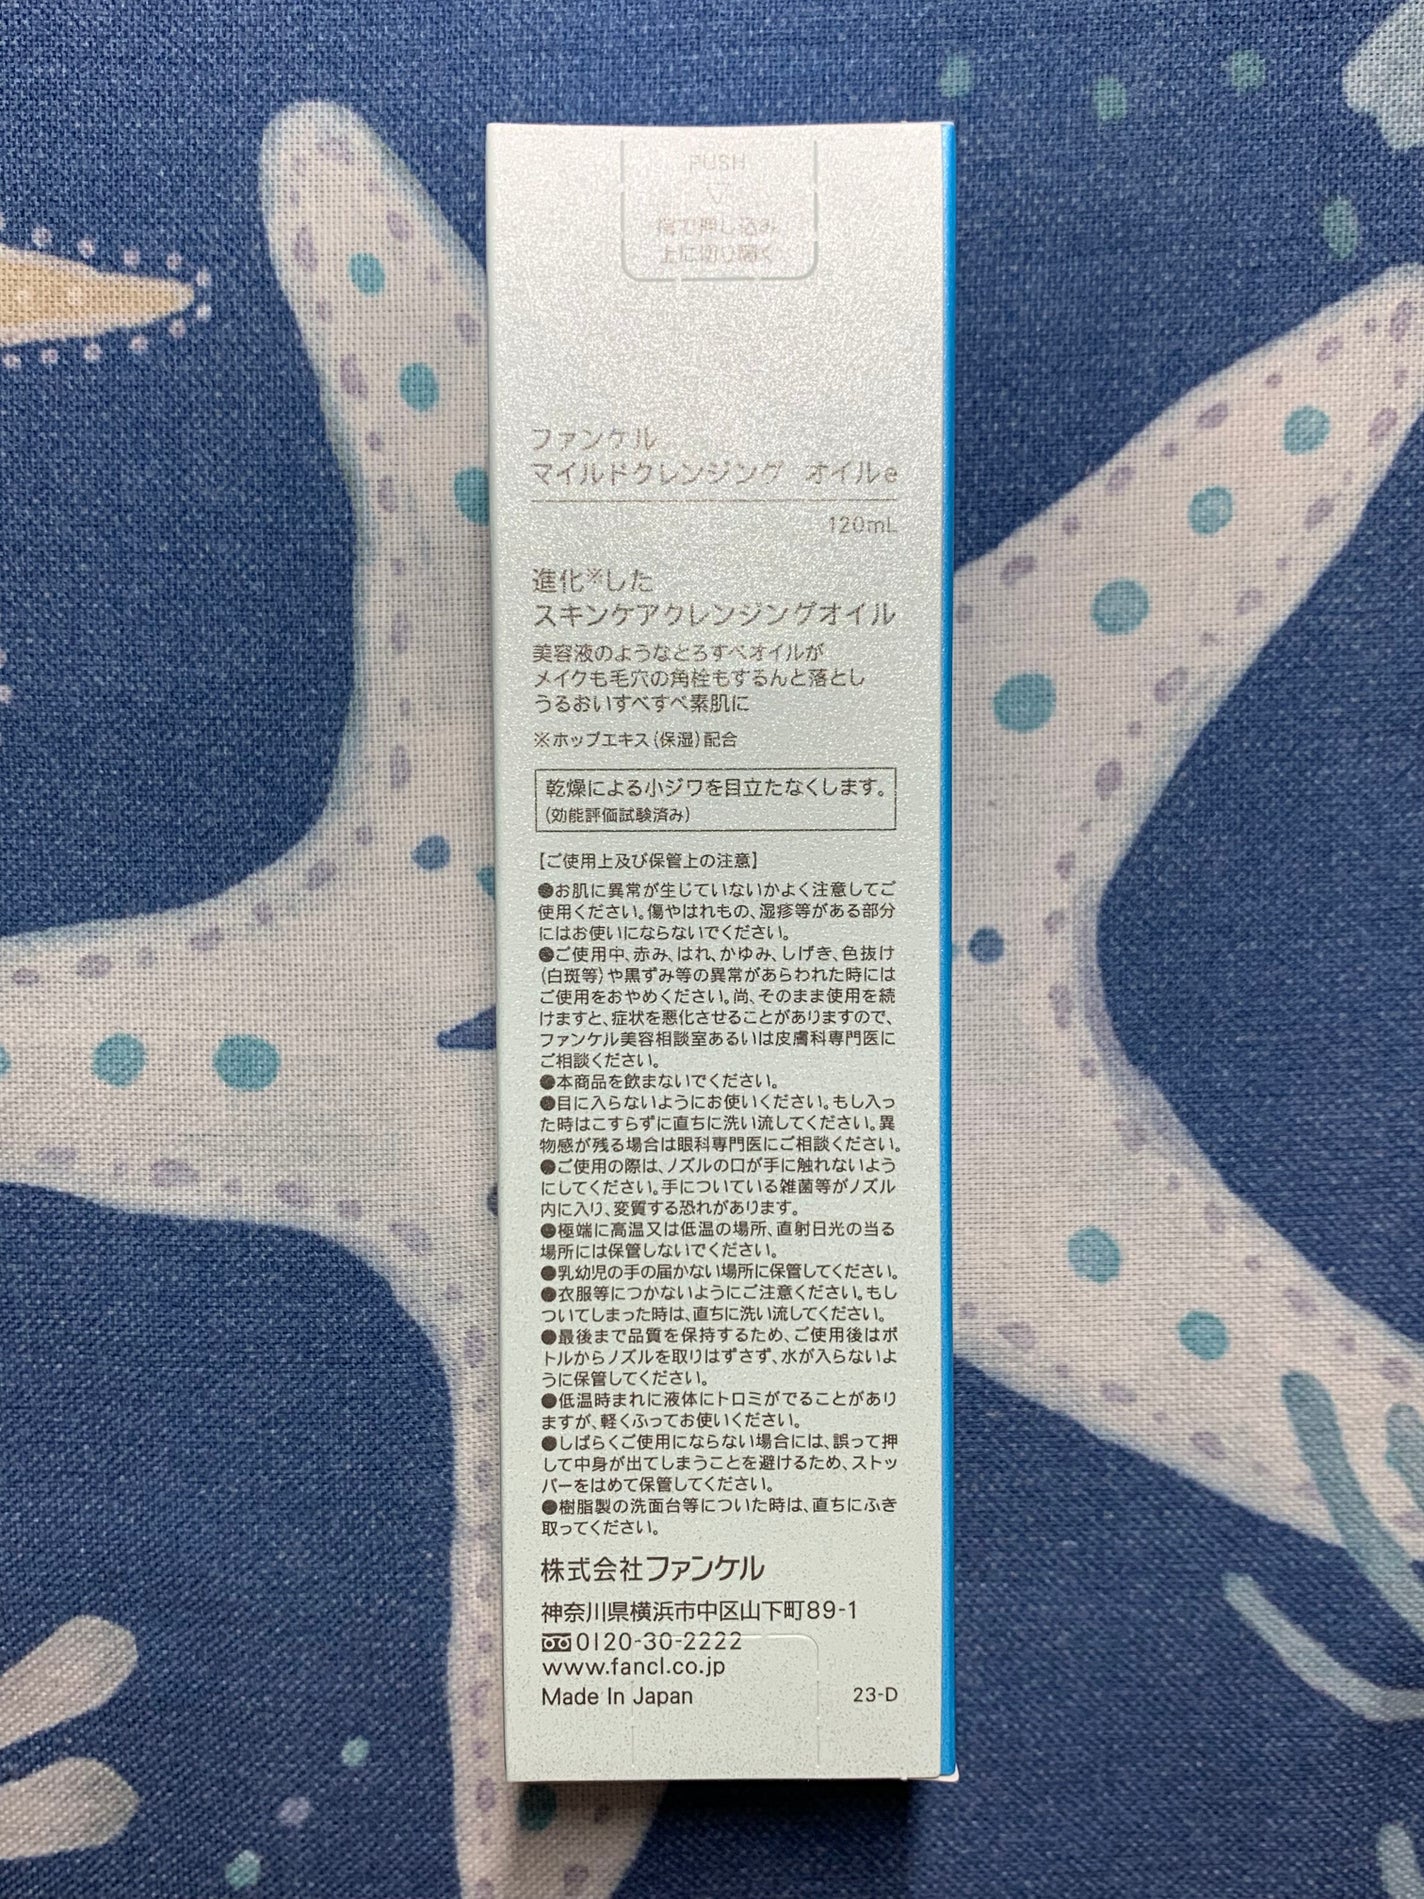 PUSH
指で押し込み
上に切り開く
ファンケル
マイルドクレンジング オイルe
120mL
進化※した
スキンケアクレンジングオイル
美容液のようなとろすべオイルが
メイクも毛穴の角栓もするんと落とし
うるおいすべすべ素肌に
※ホップエキス(保湿)配合
乾燥による小ジワを目立たなくします。
(効能評価試験済み)
【ご使用上及び保管上の注意】
●お肌に異常が生じていないかよく注意してご
使用ください。傷やはれもの、湿疹等がある部分
にはお使いにならないでください。
●ご使用中、赤み、はれ、かゆみ、しげき、色抜け
(白斑等)や黒ずみ等の異常があらわれた時には
ご使用をおやめください。尚、そのまま使用を続
けますと、症状を悪化させることがありますので、
ファンケル美容相談室あるいは皮膚科専門医に
ご相談ください。
●本商品を飲まないでください。
●目に入らないようにお使いください。もし入っ
た時はこすらずに直ちに洗い流してください。異
物感が残る場合は眼科専門医にご相談ください。
●ご使用の際は、ノズルの口が手に触れないよう
にしてください。手についている雑菌等がノズル
内に入り、変質する恐れがあります。
●極端に高温又は低温の場所、直射日光の当る
場所には保管しないでください。
●乳幼児の手の届かない場所に保管してください。
●衣服等につかないようにご注意ください。もし
ついてしまった時は、直ちに洗い流してください。
●最後まで品質を保持するため、ご使用後はボ
トルからノズルを取りはずさず、水が入らないよ
うに保管してください。
●低温時まれに液体にトロミがでることがあり
ますが、軽くふってお使いください。
●しばらくご使用にならない場合には、誤って押
して中身が出てしまうことを避けるため、ストッ
パーをはめて保管してください。
●樹脂製の洗面台等についた時は、直ちにふき
取ってください。
株式会社ファンケル
神奈川県横浜市中区山下町89-1
0120-30-2222
www.fancl.co.jp
Made In Japan 23-D